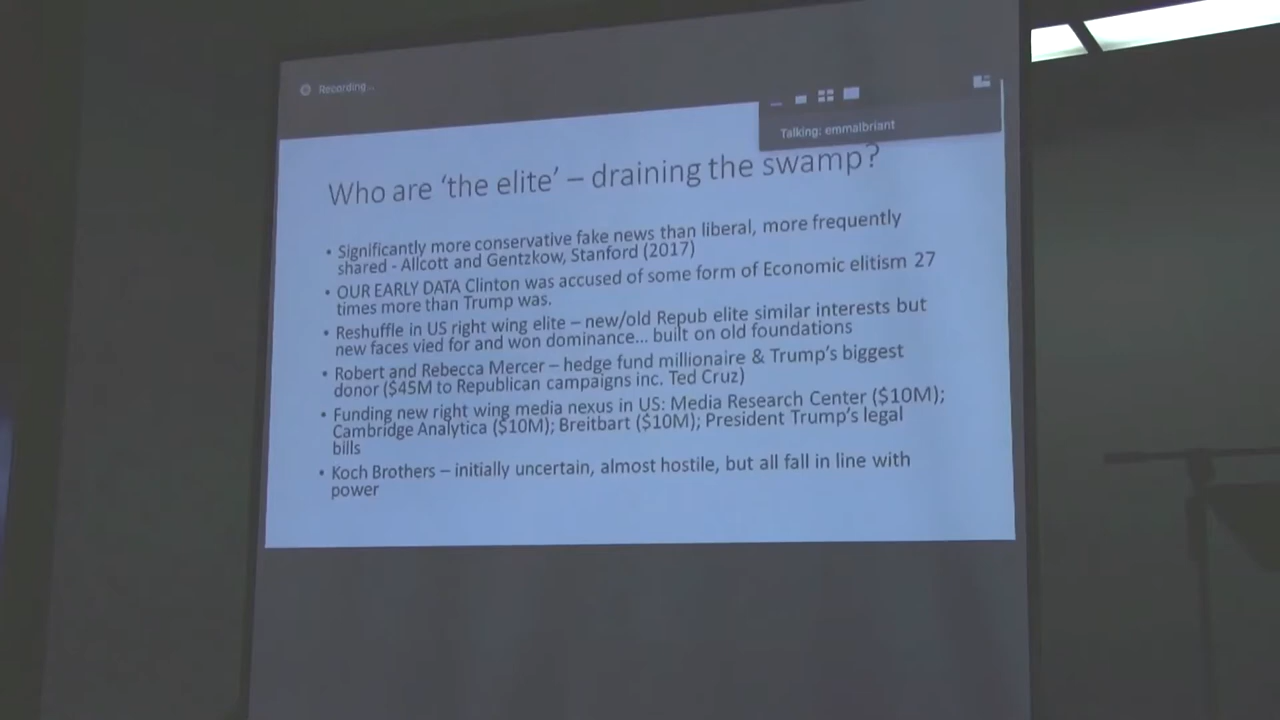 Recording...
Talking: emmalbriant
Who are 'the elite' – draining the swamp?
• Significantly more conservative fake news than liberal, more frequently
shared - Allcott and Gentzkow, Stanford (2017)
• OUR EARLY DATA Clinton was accused of some form of Economic elitism 27
times more than Trump was.
• Reshuffle in US right wing elite – new/old Repub elite similar interests but
new faces vied for and won dominance... built on old foundations
• Robert and Rebecca Mercer – hedge fund millionaire & Trump's biggest
donor ($45M to Republican campaigns inc. Ted Cruz)
• Funding new right wing media nexus in US: Media Research Center ($10M);
Cambridge Analytica ($10M); Breitbart ($10M); President Trump's legal
bills
• Koch Brothers – initially uncertain, almost hostile, but all fall in line with
power